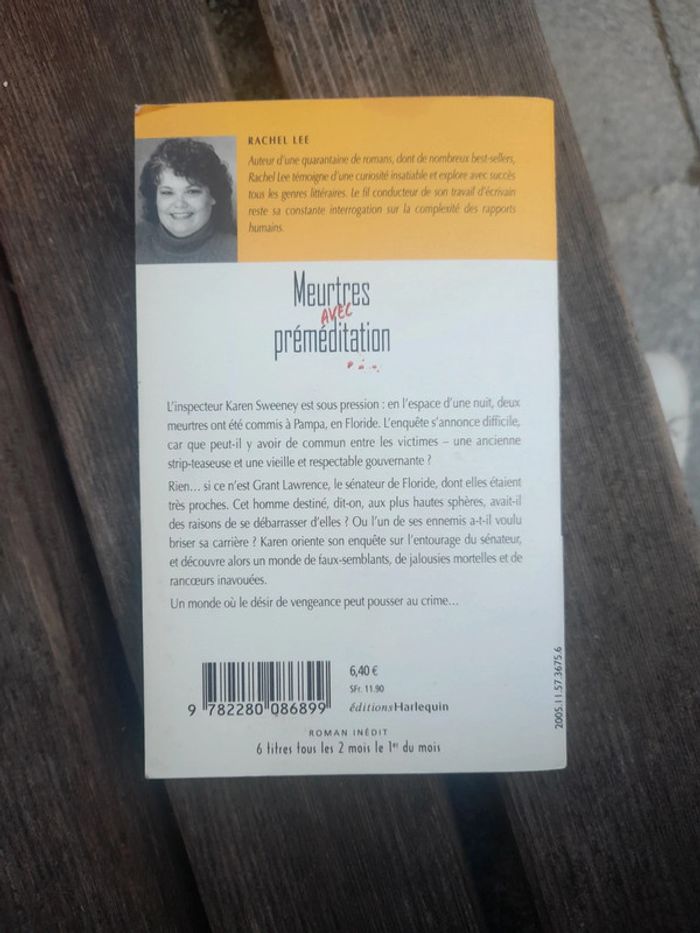 RACHEL LEE
Auteur d'une quarantaine de romans, dont de nombreux best-sellers,
Rachel Lee témoigne d'une curiosité insatiable et explore avec succès
tous les genres littéraires. Le fil conducteur de son travail d'écrivain
reste sa constante interrogation sur la complexité des rapports
humains.
Meurtres
AVEC
préméditation
L'inspecteur Karen Sweeney est sous pression : en l'espace d'une nuit, deux
meurtres ont été commis à Pampa, en Floride. L'enquête s'annonce difficile,
car que peut-il y avoir de commun entre les victimes – une ancienne
strip-teaseuse et une vieille et respectable gouvernante ?
Rien... si ce n'est Grant Lawrence, le sénateur de Floride, dont elles étaient
très proches. Cet homme destiné, dit-on, aux plus hautes sphères, avait-il
des raisons de se débarrasser d'elles ? Ou l'un de ses ennemis a-t-il voulu
briser sa carrière ? Karen oriente son enquête sur l'entourage du sénateur,
et découvre alors un monde de faux-semblants, de jalousies mortelles et de
rancœurs inavouées.
Un monde où le désir de vengeance peut pousser au crime...
6,40 €
SFr. 11.90
éditionsHarlequin
9 782280 086899
ROMAN INÉDIT
6 titres tous les 2 mois le 1er du mois
2005.11.57.3675.6